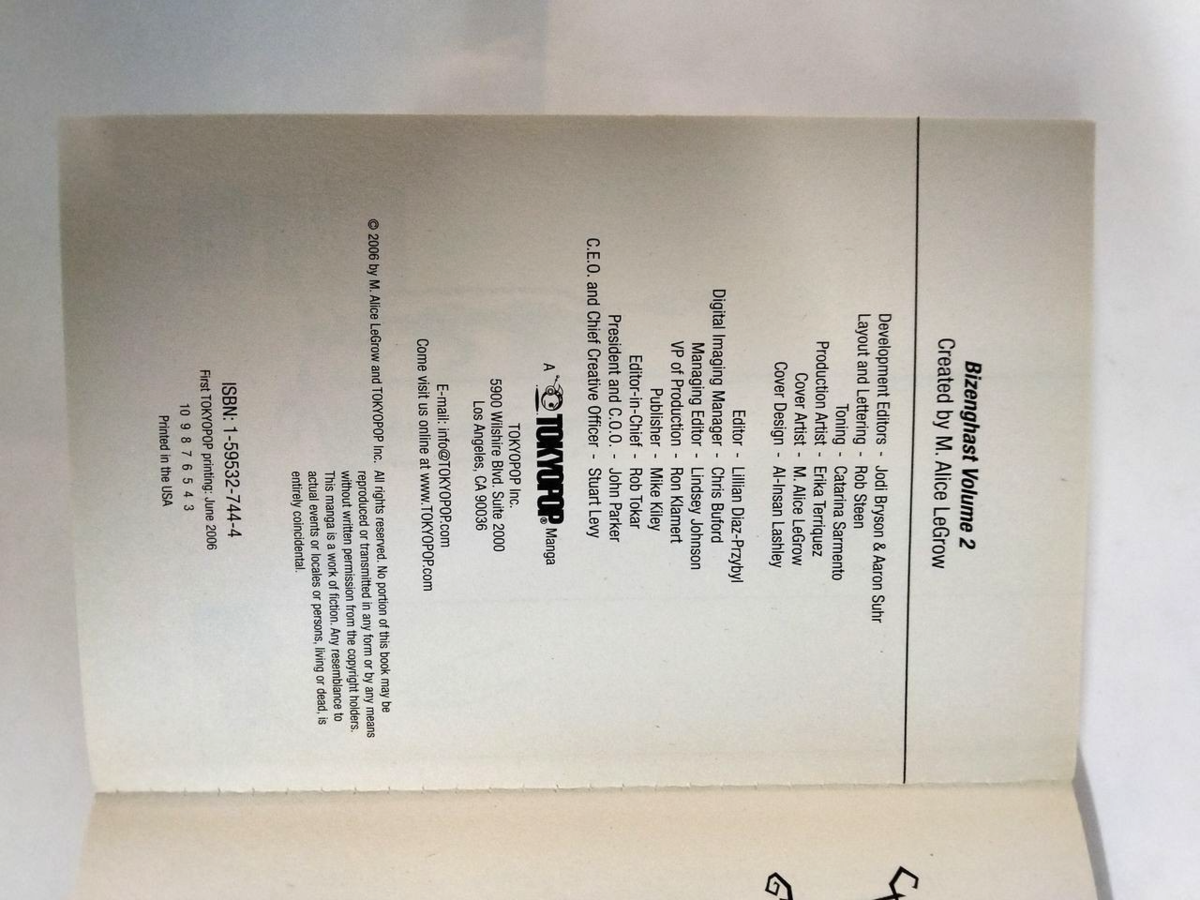 Bizenghast Volume 2
Created by M. Alice LeGrow
Development Editors - Jodi Bryson & Aaron Suhr
Layout and Lettering - Rob Steen
Toning - Catarina Sarmento
Production Artist - Erika Terriquez
Cover Artist - M. Alice LeGrow
Cover Design - Al-Insan Lashley
Editor - Lillian Diaz-Przybyl
Digital Imaging Manager - Chris Buford
Managing Editor - Lindsey Johnson
VP of Production - Ron Klamert
Publisher - Mike Kiley
Editor-in-Chief - Rob Tokar
President and C.O.O. - John Parker
C.E.O. and Chief Creative Officer - Stuart Levy
A TOKYOPOP® Manga
TOKYOPOP Inc.
5900 Wilshire Blvd. Suite 2000
Los Angeles, CA 90036
E-mail: info@TOKYOPOP.com
Come visit us online at www.TOKYOPOP.com
© 2006 by M. Alice LeGrow and TOKYOPOP Inc. All rights reserved. No portion of this book may be
reproduced or transmitted in any form or by any means
without written permission from the copyright holders.
This manga is a work of fiction. Any resemblance to
actual events or locales or persons, living or dead, is
entirely coincidental.
ISBN: 1-59532-744-4
First TOKYOPOP printing: June 2006
10 9 8 7 6 5 4 3
Printed in the USA